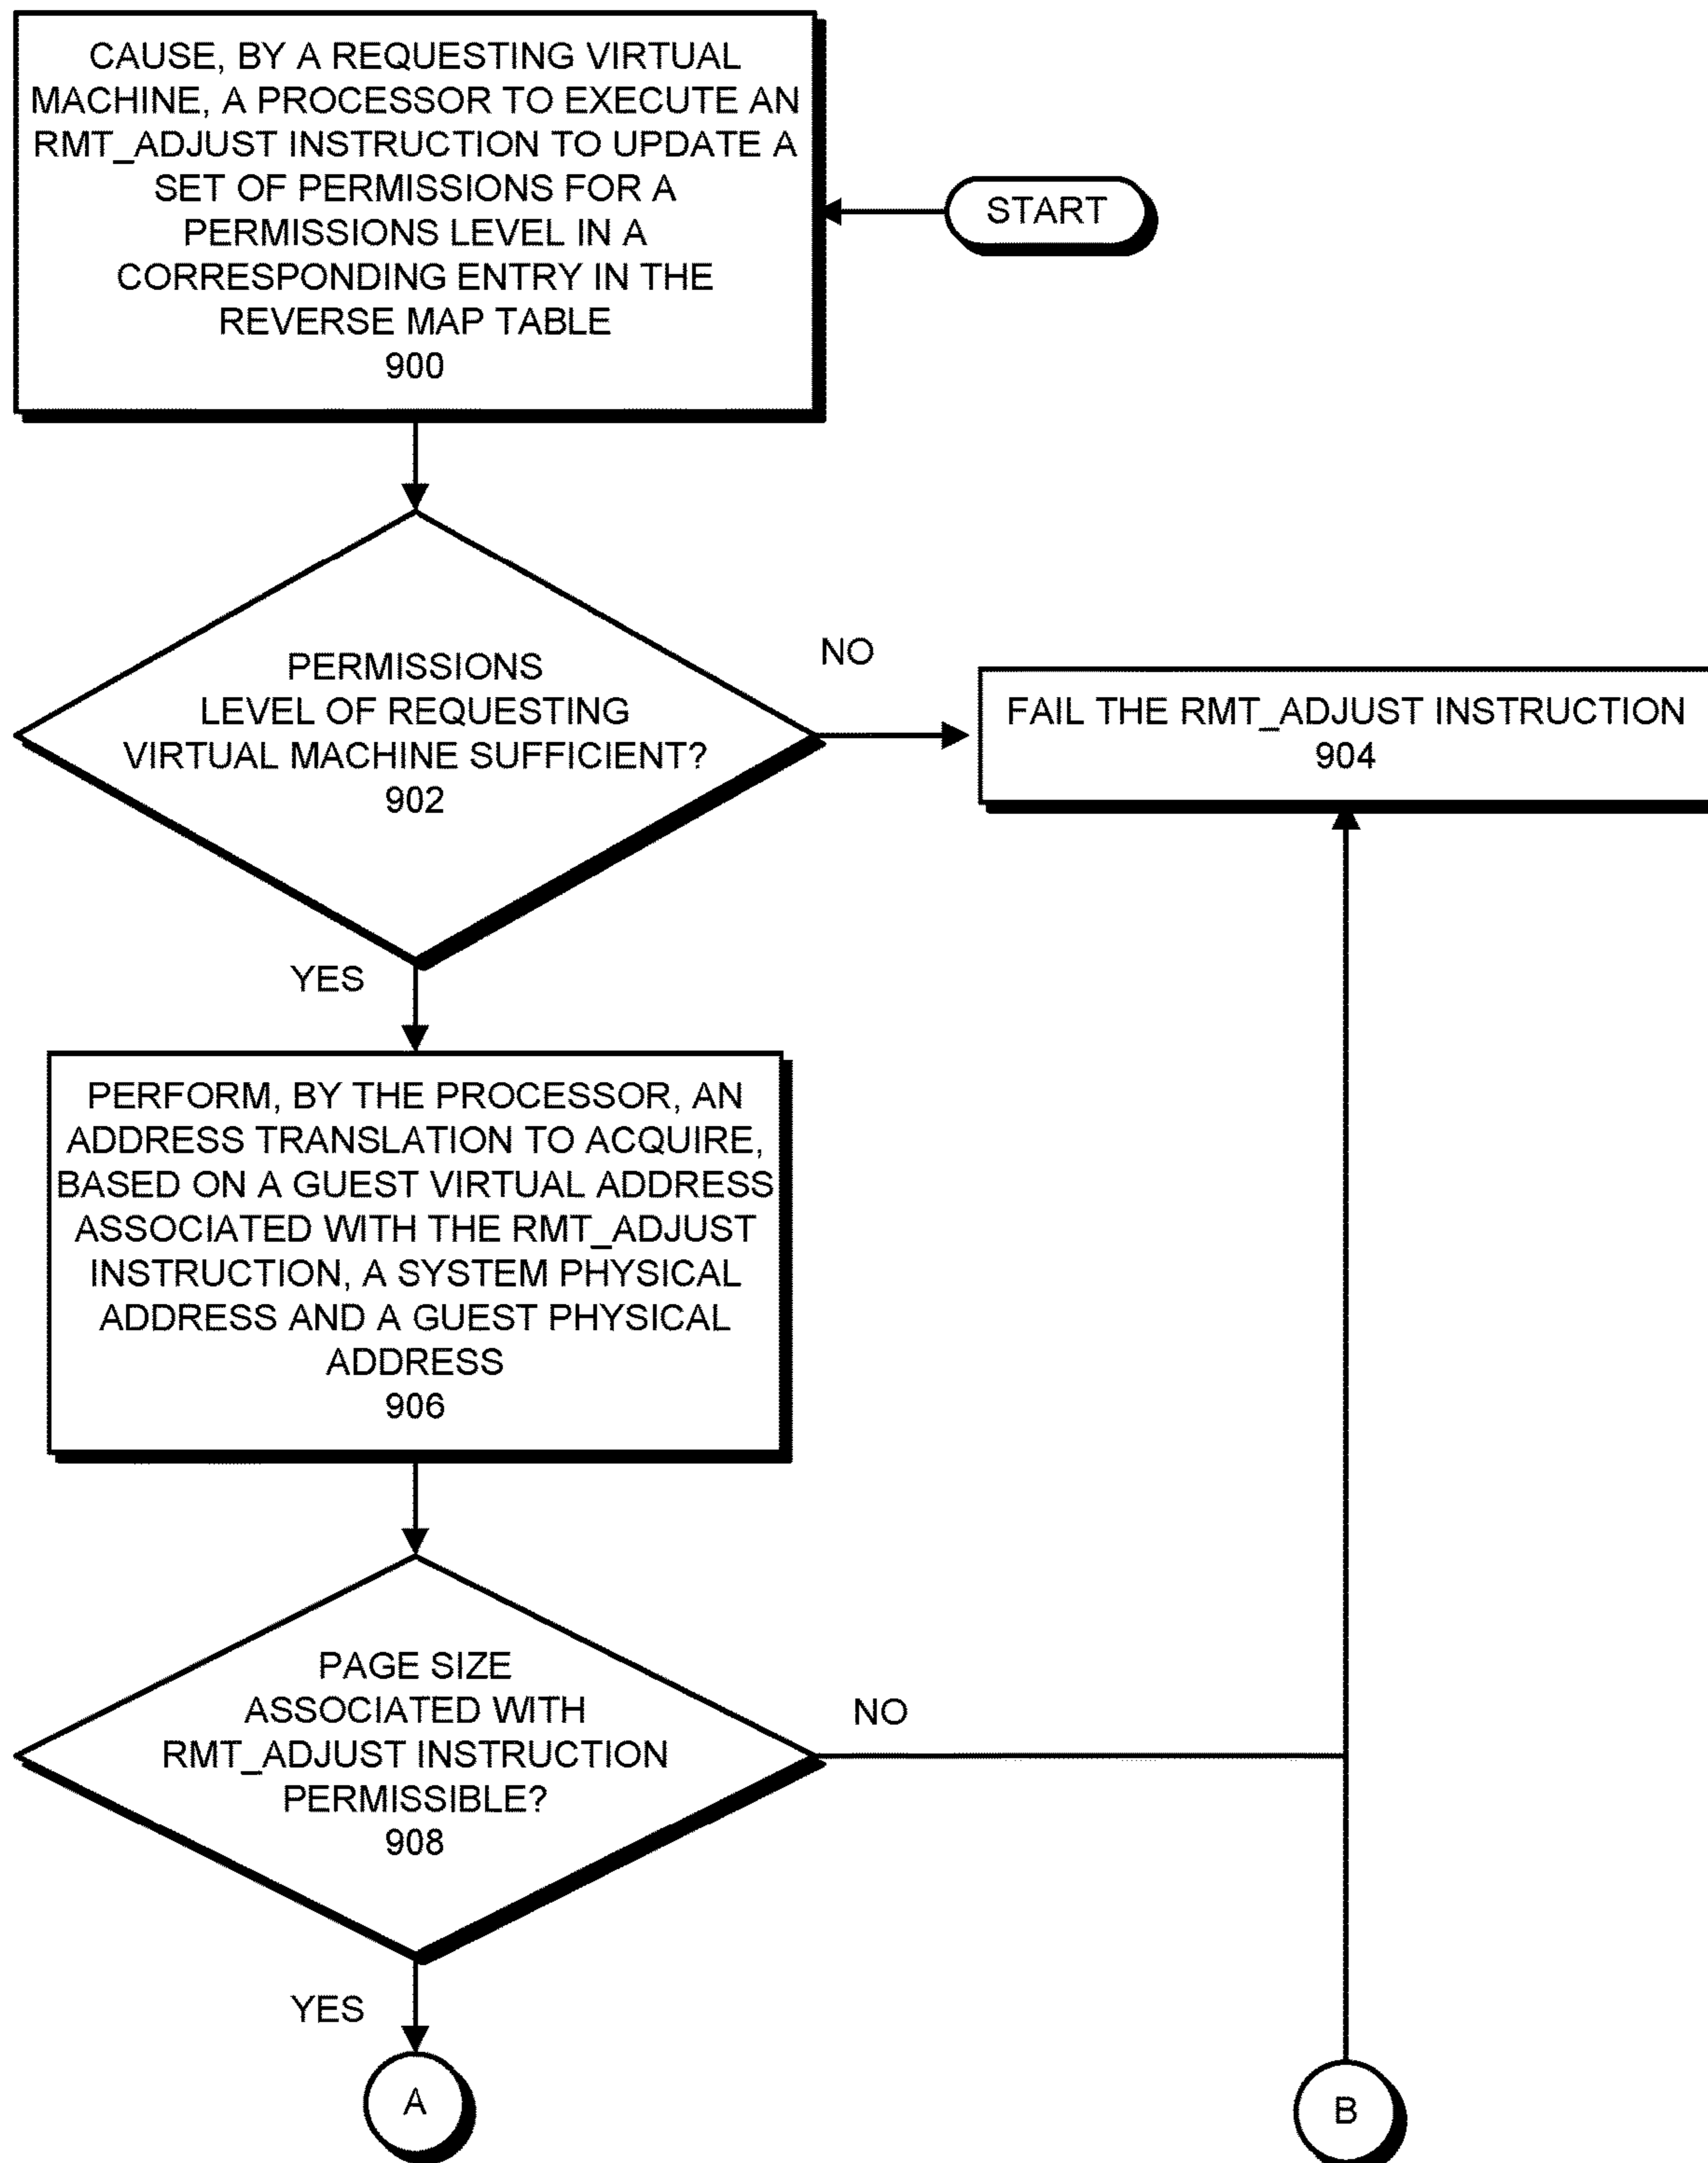 CAUSE, BY A REQUESTING VIRTUAL
MACHINE, A PROCESSOR TO EXECUTE AN
RMT_ADJUST INSTRUCTION TO UPDATE A
SET OF PERMISSIONS FOR A
PERMISSIONS LEVEL IN A
CORRESPONDING ENTRY IN THE
REVERSE MAP TABLE
900
START
PERMISSIONS
LEVEL OF REQUESTING
VIRTUAL MACHINE SUFFICIENT?
902
NO
FAIL THE RMT_ADJUST INSTRUCTION
904
YES
PERFORM, BY THE PROCESSOR, AN
ADDRESS TRANSLATION TO ACQUIRE,
BASED ON A GUEST VIRTUAL ADDRESS
ASSOCIATED WITH THE RMT_ADJUST
INSTRUCTION, A SYSTEM PHYSICAL
ADDRESS AND A GUEST PHYSICAL
ADDRESS
906
PAGE SIZE
ASSOCIATED WITH
RMT_ADJUST INSTRUCTION
PERMISSIBLE?
908
NO
YES
A
B